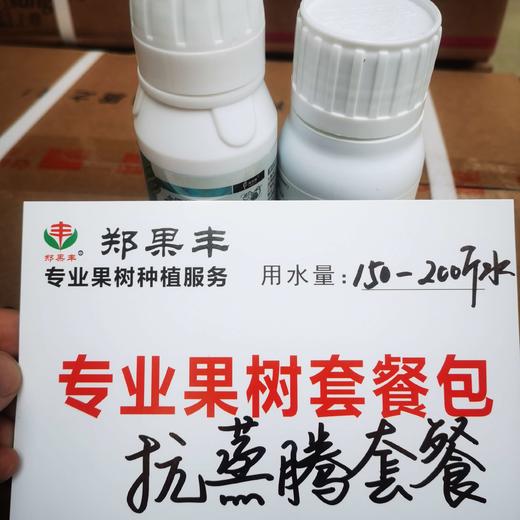 郑果丰
郑果丰
专业果树种植服务
用水量:150-200斤水
专业果树套餐包
抗蒸腾套餐